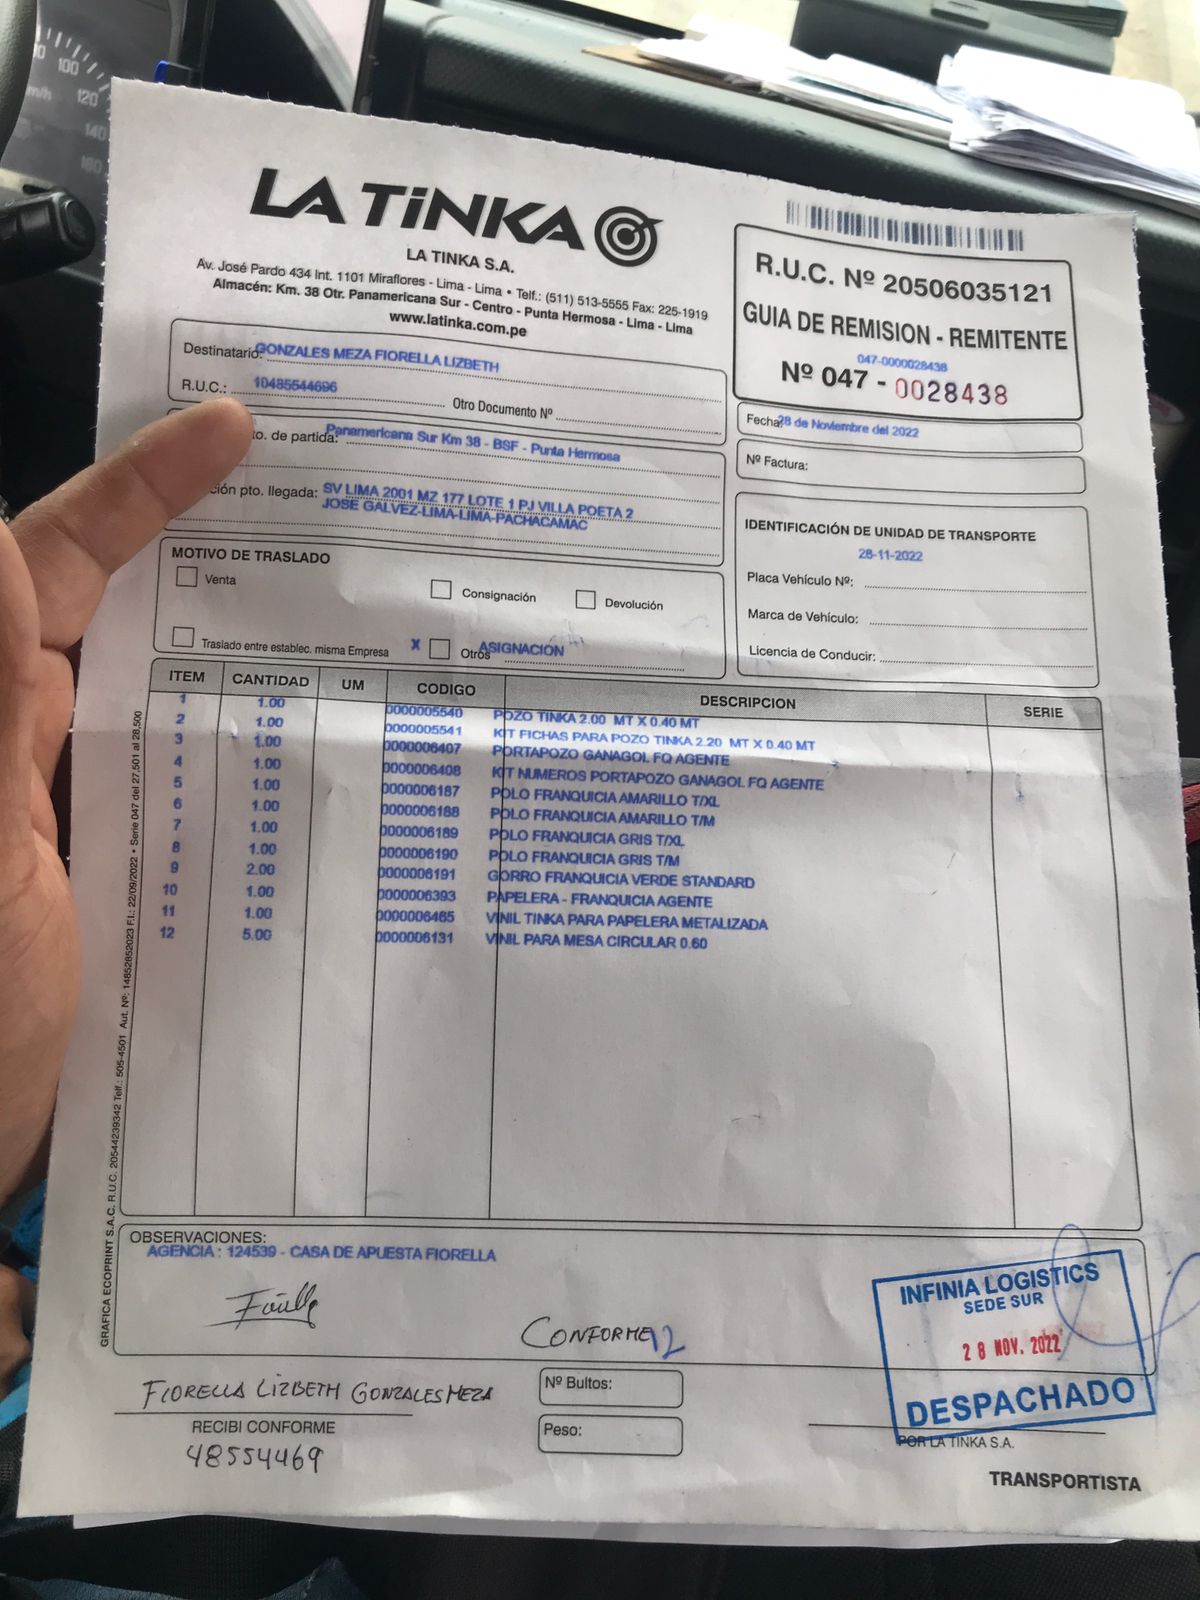 LA TiNKA
LA TINKA S.A.
Av. José Pardo 434 Int. 1101 Miraflores - Lima - Lima • Telf.: (511) 513-5555 Fax: 225-1919
Almacén: Km. 38 Otr. Panamericana Sur - Centro - Punta Hermosa - Lima - Lima
www.latinka.com.pe
R.U.C. Nº 20506035121
GUIA DE REMISION - REMITENTE
047-0000028438
Nº 047 - 0028438
Destinatario: GONZALES MEZA FIORELLA LIZBETH
R.U.C.: 10485544696 Otro Documento Nº
Fecha: 28 de Noviembre del 2022
Nº Factura:
to. de partida: Panamericana Sur Km 38 - BSF - Punta Hermosa
ción pto. llegada: SV LIMA 2001 MZ 177 LOTE 1 PJ VILLA POETA 2
JOSE GALVEZ-LIMA-LIMA-PACHACAMAC
IDENTIFICACIÓN DE UNIDAD DE TRANSPORTE
28-11-2022
Placa Vehículo Nº:
Marca de Vehículo:
Licencia de Conducir:
MOTIVO DE TRASLADO
Venta Consignación Devolución
Traslado entre establec. misma Empresa X Otros ASIGNACION
ITEM CANTIDAD UM CODIGO DESCRIPCION SERIE
1 1.00 0000005540 POZO TINKA 2.00 MT X 0.40 MT
2 1.00 0000005541 KIT FICHAS PARA POZO TINKA 2.20 MT X 0.40 MT
3 1.00 0000006407 PORTAPOZO GANAGOL FQ AGENTE
4 1.00 0000006408 KIT NUMEROS PORTAPOZO GANAGOL FQ AGENTE
5 1.00 0000006187 POLO FRANQUICIA AMARILLO T/XL
6 1.00 0000006188 POLO FRANQUICIA AMARILLO T/M
7 1.00 0000006189 POLO FRANQUICIA GRIS T/XL
8 1.00 0000006190 POLO FRANQUICIA GRIS T/M
9 2.00 0000006191 GORRO FRANQUICIA VERDE STANDARD
10 1.00 0000006393 PAPELERA - FRANQUICIA AGENTE
11 1.00 0000006465 VINIL TINKA PARA PAPELERA METALIZADA
12 5.00 0000006131 VINIL PARA MESA CIRCULAR 0.60
GRAFICA ECOPRINT S.A.C. R.U.C. 20544239342 Telf.: 505-4501 Aut. Nº: 14852852023 F.I.: 22/09/2022 • Serie 047 del 27,501 al 28,500
OBSERVACIONES:
AGENCIA : 124539 - CASA DE APUESTA FIORELLA
CONFORME 12
INFINIA LOGISTICS
SEDE SUR
28 NOV. 2022
DESPACHADO
FIORELLA LIZBETH GONZALES MEZA
RECIBI CONFORME
48554469
Nº Bultos:
Peso:
POR LA TINKA S.A.
TRANSPORTISTA
100
120
140
160